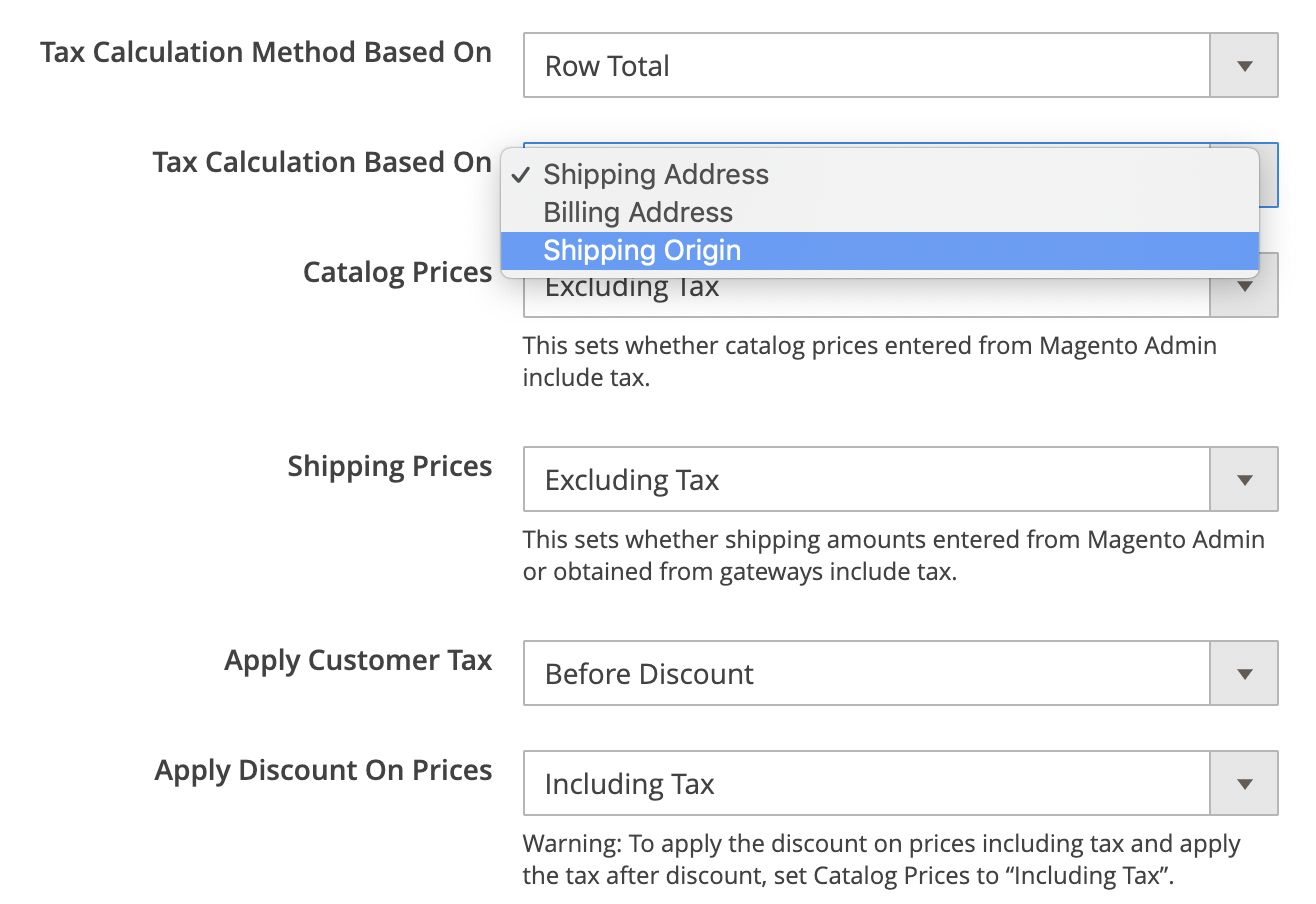 Tax Calculation Method Based On
Row Total
Tax Calculation Based On
✓ Shipping Address
Billing Address
Shipping Origin
Catalog Prices
Excluding Tax
This sets whether catalog prices entered from Magento Admin
include tax.
Shipping Prices
Excluding Tax
This sets whether shipping amounts entered from Magento Admin
or obtained from gateways include tax.
Apply Customer Tax
Before Discount
Apply Discount On Prices
Including Tax
Warning: To apply the discount on prices including tax and apply
the tax after discount, set Catalog Prices to “Including Tax”.